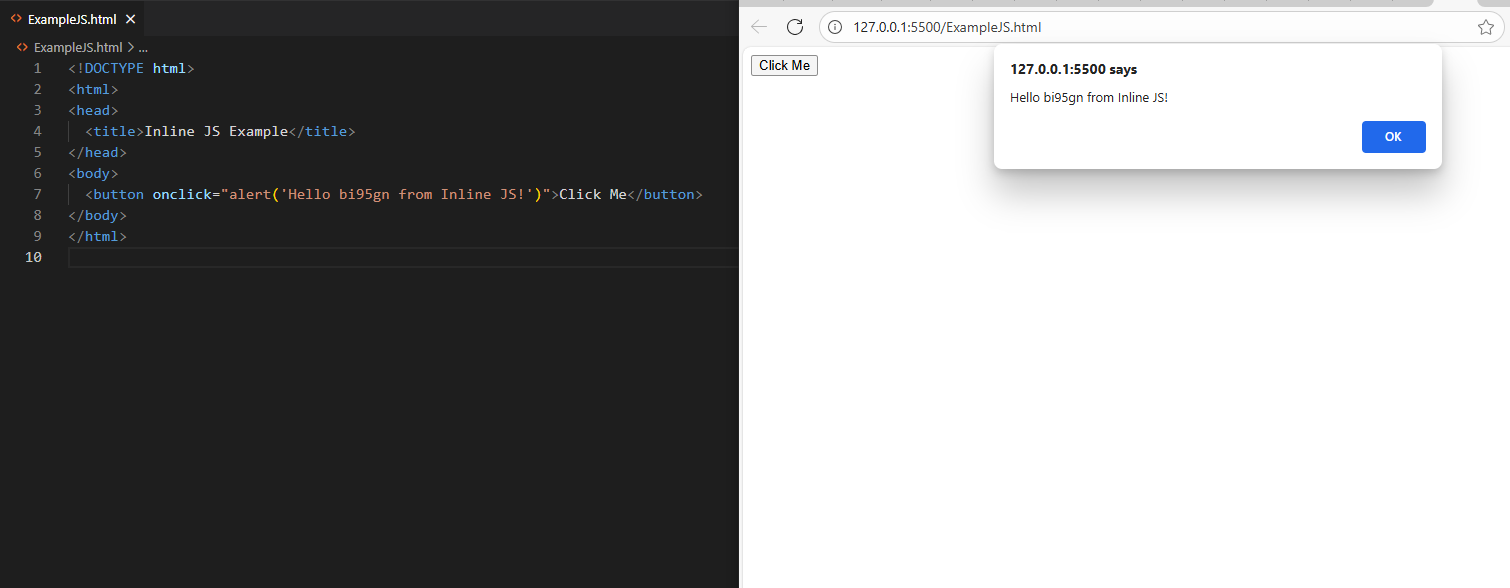 ExampleJS.html
ExampleJS.html > ...
1 <!DOCTYPE html>
2 <html>
3 <head>
4 <title>Inline JS Example</title>
5 </head>
6 <body>
7 <button onclick="alert('Hello bi95gn from Inline JS!')">Click Me</button>
8 </body>
9 </html>
10
127.0.0.1:5500/ExampleJS.html
Click Me
127.0.0.1:5500 says
Hello bi95gn from Inline JS!
OK